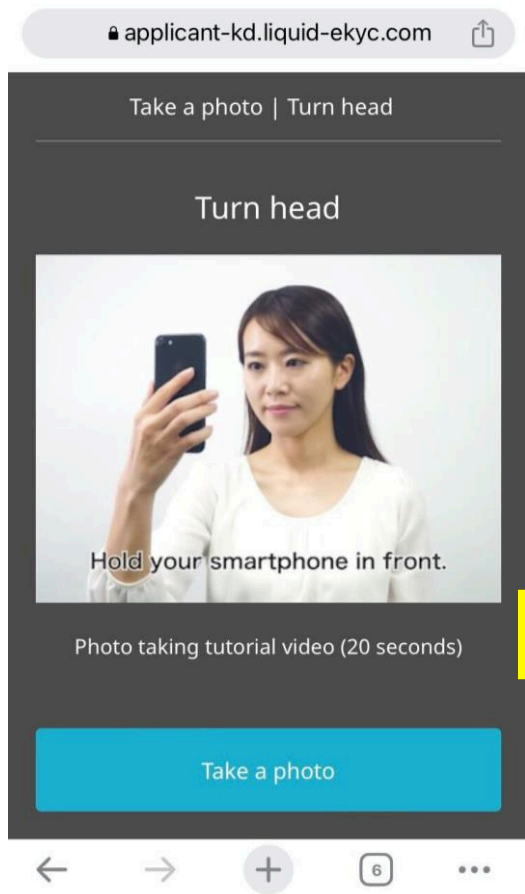 applicant-kd.liquid-ekyc.com
Take a photo | Turn head
Turn head
Hold your smartphone in front.
Photo taking tutorial video (20 seconds)
Take a photo
6